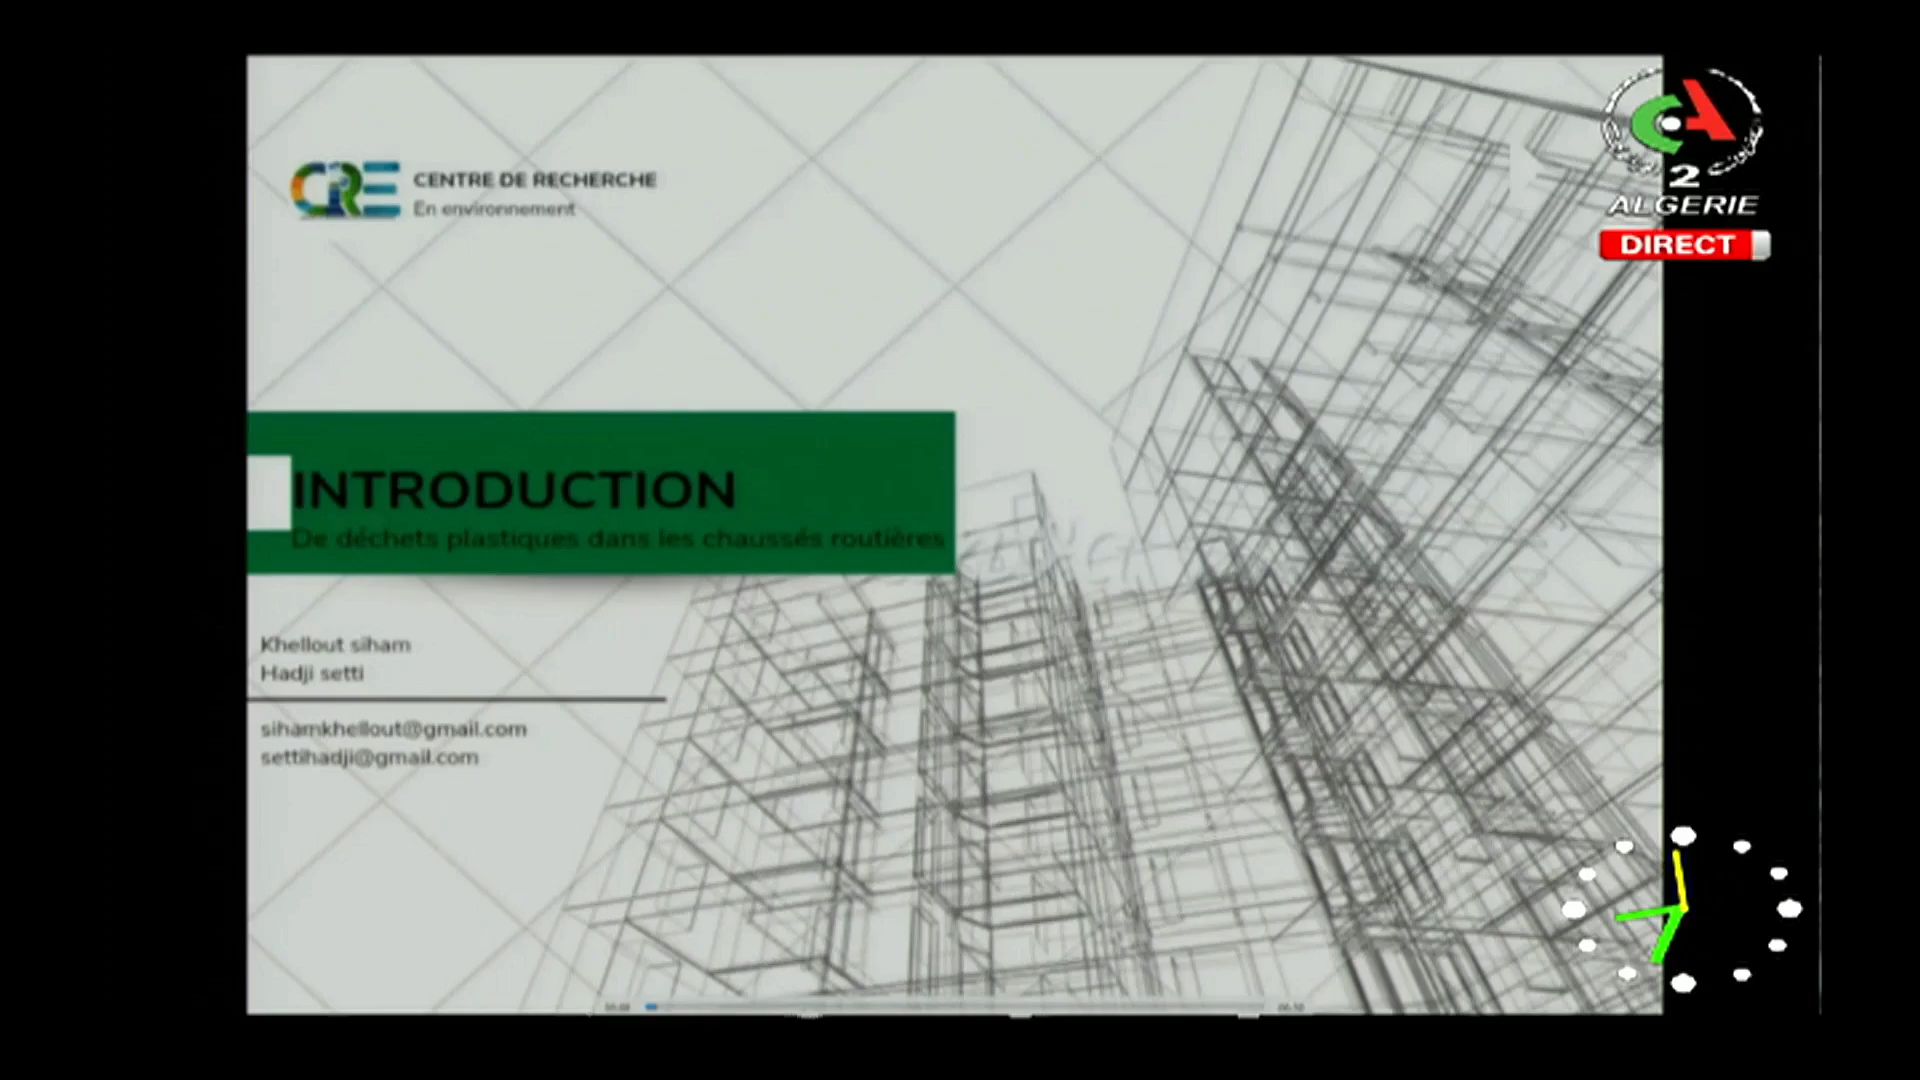 CRE
CENTRE DE RECHERCHE
En environnement
2
ALGERIE
DIRECT
INTRODUCTION
De déchets plastiques dans les chaussés routières
Khellout siham
Hadji setti
sihamkhellout@gmail.com
settihadji@gmail.com